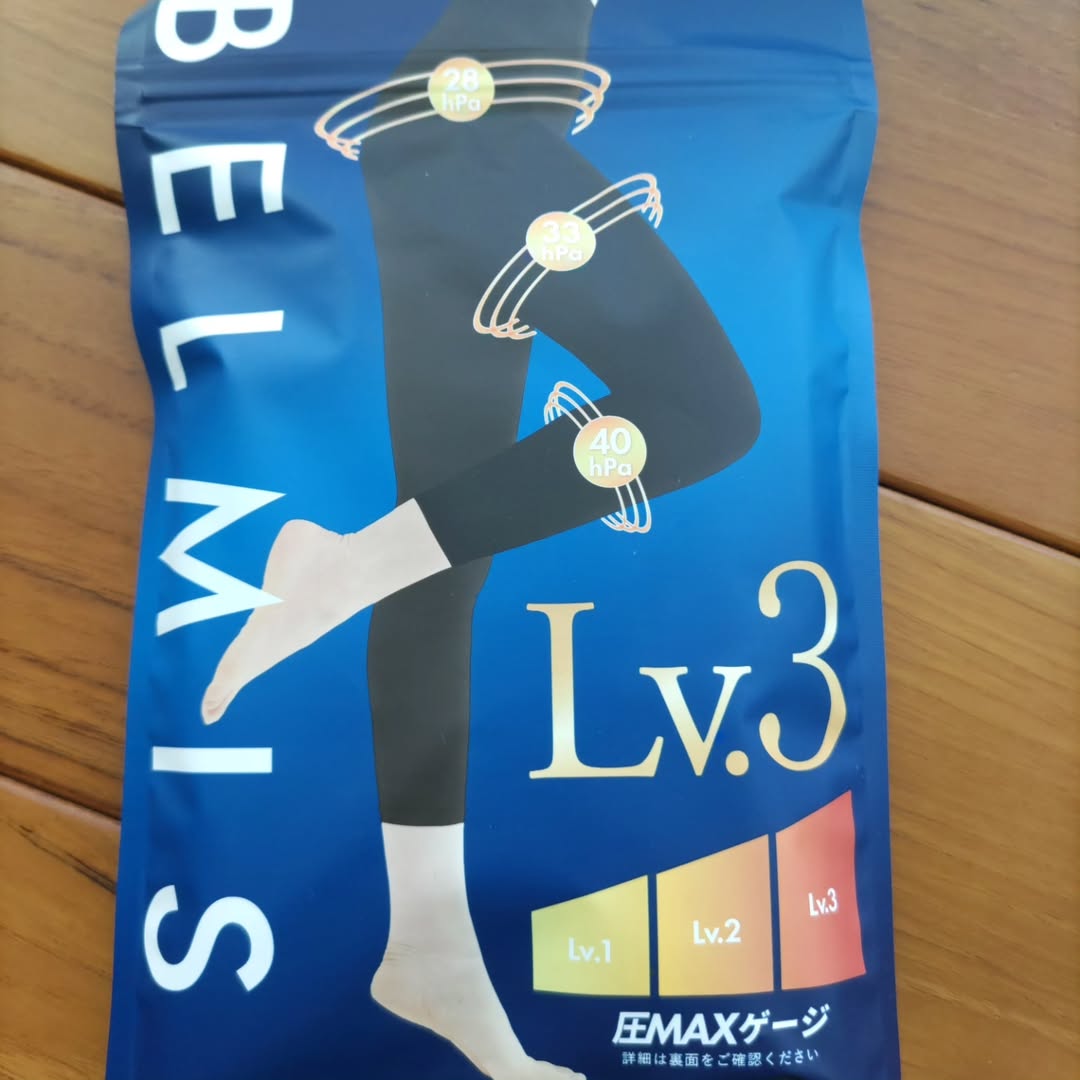 BELMIS
28
hPa
33
hPa
40
hPa
Lv.3
Lv.1
Lv.2
Lv.3
圧MAXゲージ
詳細は裏面をご確認ください